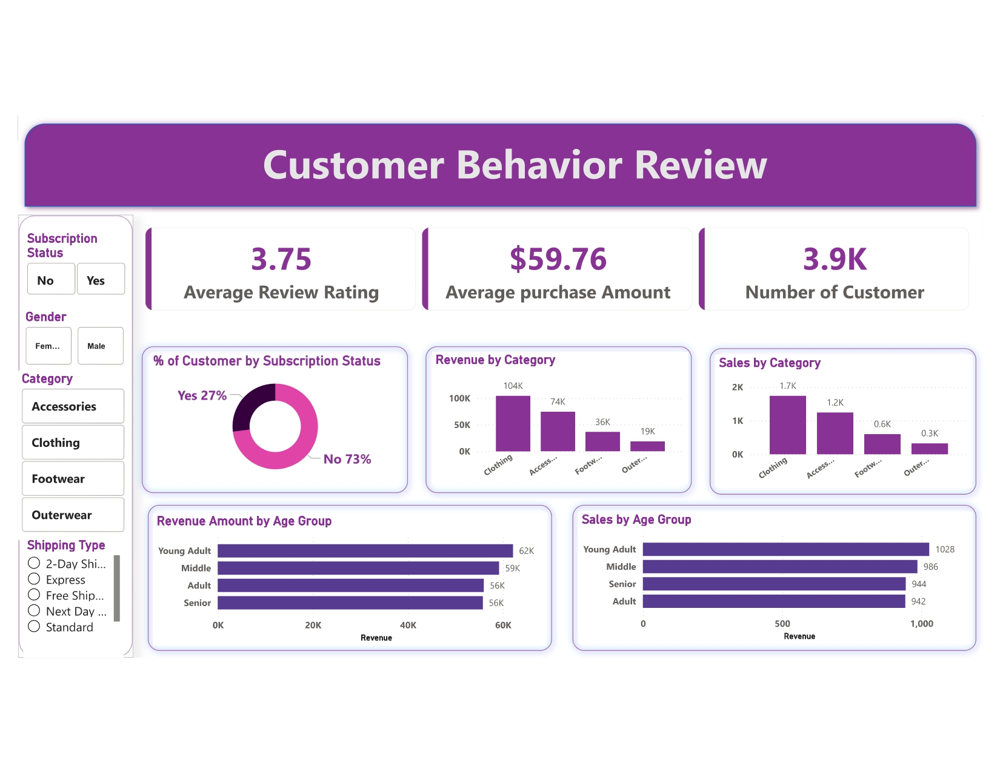 Customer Behavior Review
Subscription
Status
No
Yes
Gender
Fem...
Male
Category
Accessories
Clothing
Footwear
Outerwear
Shipping Type
2-Day Shi...
Express
Free Ship...
Next Day ...
Standard
3.75
Average Review Rating
$59.76
Average purchase Amount
3.9K
Number of Customer
% of Customer by Subscription Status
Yes 27%
No 73%
Revenue by Category
104K
100K
74K
50K
36K
19K
0K
Clothing
Access...
Footw...
Outer...
Sales by Category
2K
1.7K
1.2K
1K
0.6K
0.3K
0K
Clothing
Access...
Footw...
Outer...
Revenue Amount by Age Group
Young Adult 62K
Middle 59K
Adult 56K
Senior 56K
0K 20K 40K 60K
Revenue
Sales by Age Group
Young Adult 1028
Middle 986
Senior 944
Adult 942
0 500 1,000
Revenue